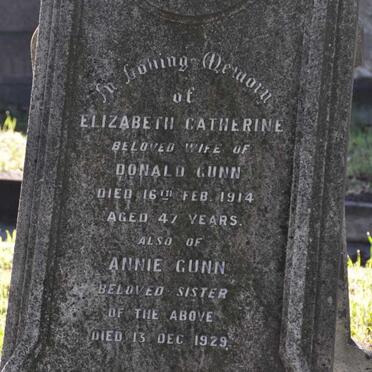 In Loving Memory
of
ELIZABETH CATHERINE
BELOVED WIFE OF
DONALD GUNN
DIED 16TH FEB. 1914
AGED 47 YEARS.
ALSO OF
ANNIE GUNN
BELOVED SISTER
OF THE ABOVE
DIED 13 DEC 1929.